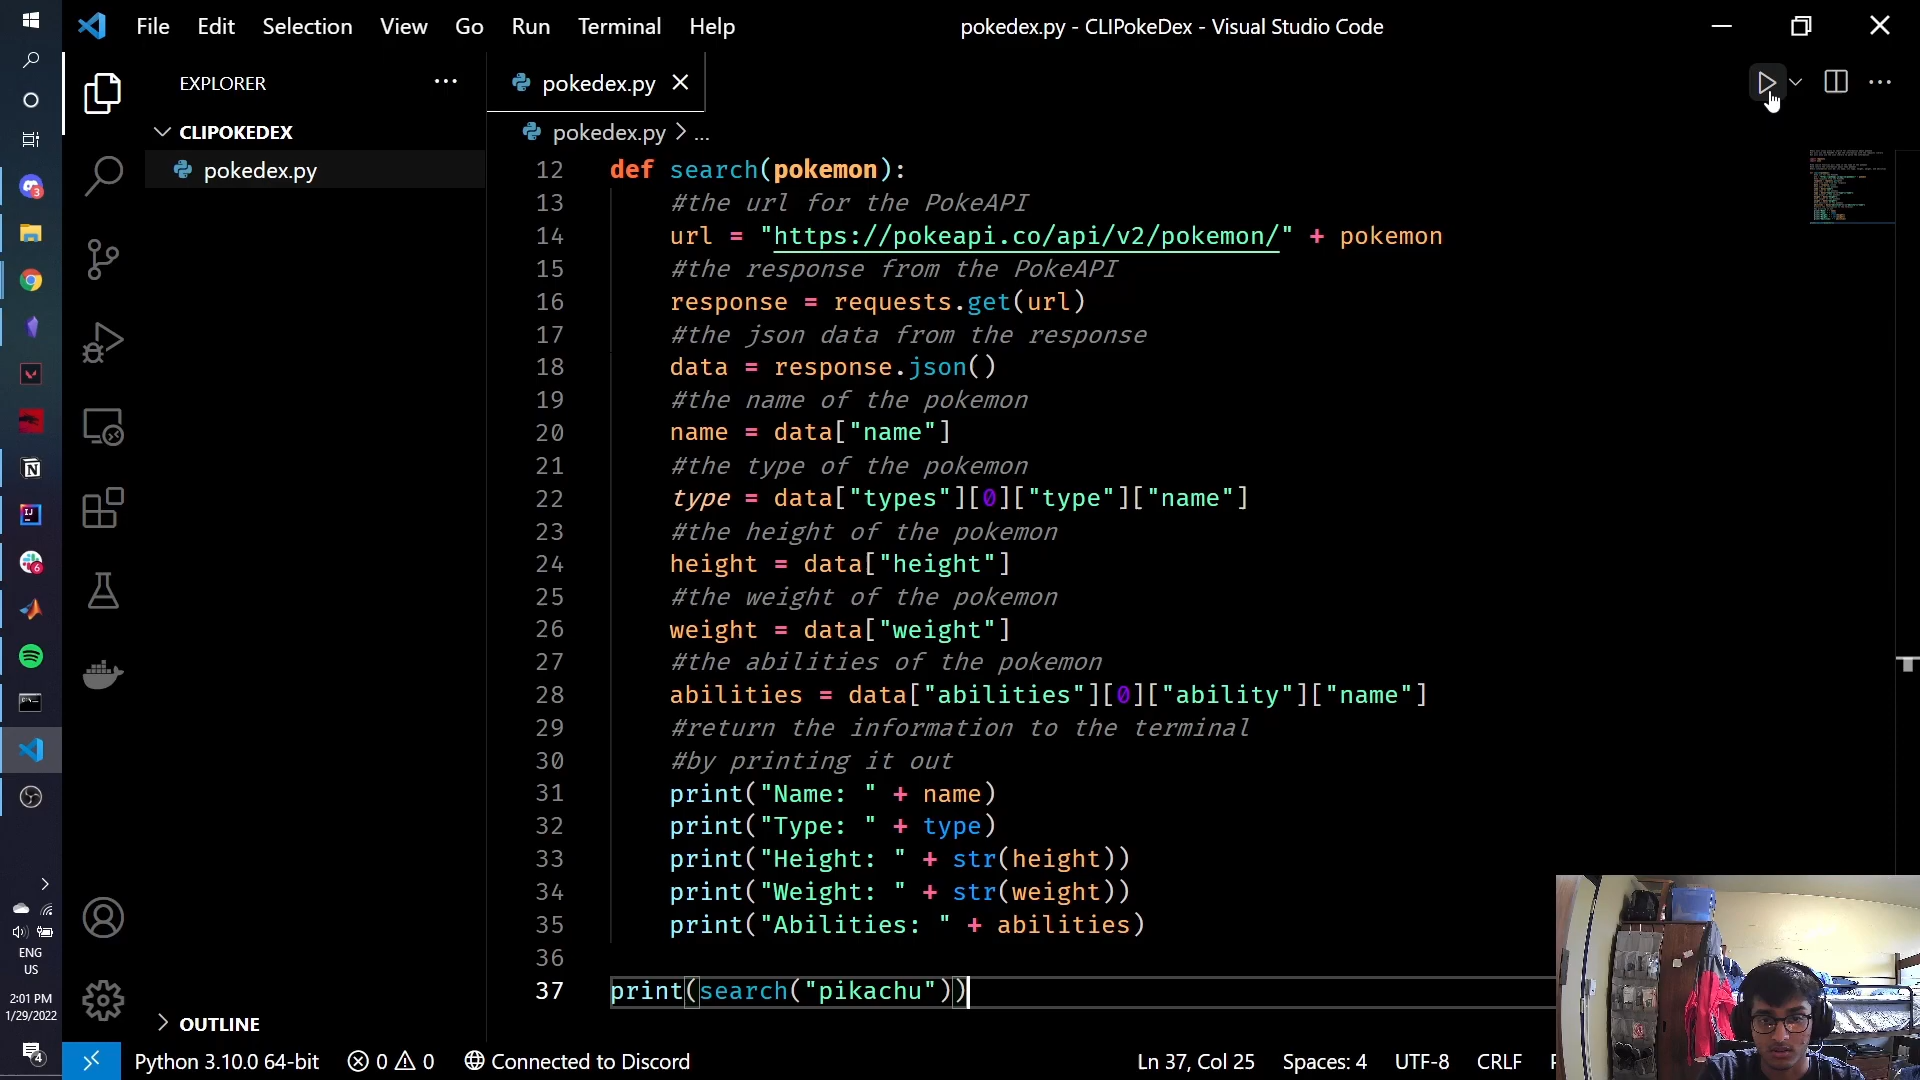 File Edit Selection View Go Run Terminal Help
pokedex.py - CLIPokeDex - Visual Studio Code
EXPLORER
CLIPOKEDEX
pokedex.py
pokedex.py
pokedex.py > ...
12 def search(pokemon):
13 #the url for the PokeAPI
14 url = "https://pokeapi.co/api/v2/pokemon/" + pokemon
15 #the response from the PokeAPI
16 response = requests.get(url)
17 #the json data from the response
18 data = response.json()
19 #the name of the pokemon
20 name = data["name"]
21 #the type of the pokemon
22 type = data["types"][0]["type"]["name"]
23 #the height of the pokemon
24 height = data["height"]
25 #the weight of the pokemon
26 weight = data["weight"]
27 #the abilities of the pokemon
28 abilities = data["abilities"][0]["ability"]["name"]
29 #return the information to the terminal
30 #by printing it out
31 print("Name: " + name)
32 print("Type: " + type)
33 print("Height: " + str(height))
34 print("Weight: " + str(weight))
35 print("Abilities: " + abilities)
36
37 print(search("pikachu"))
OUTLINE
ENG
US
2:01 PM
1/29/2022
4
Python 3.10.0 64-bit 0 0 Connected to Discord
Ln 37, Col 25 Spaces: 4 UTF-8 CRLF